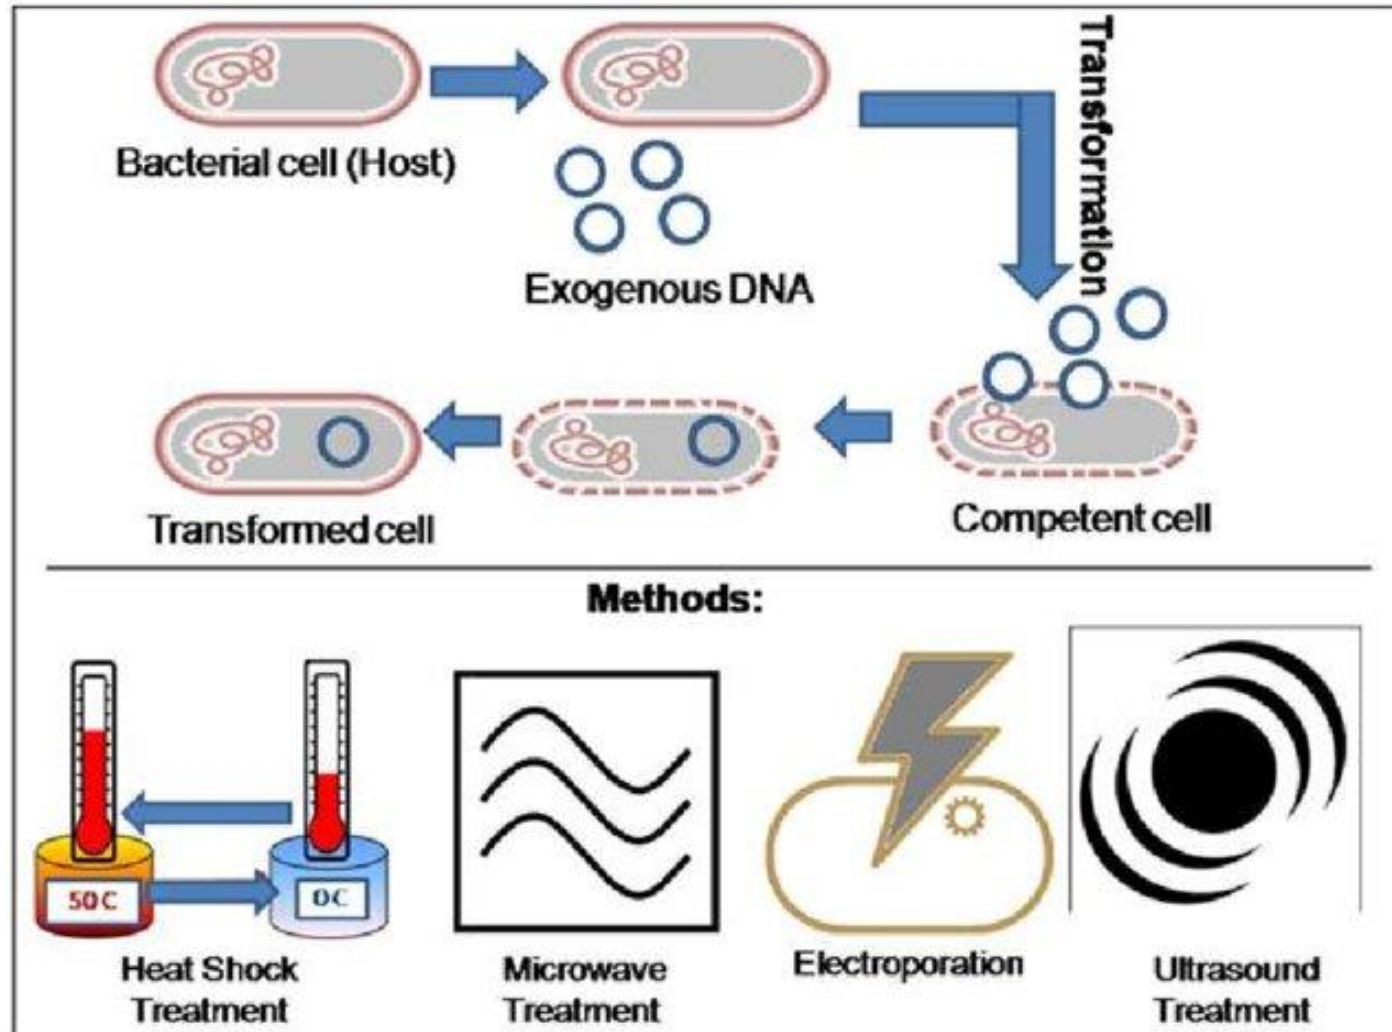 Transformation
Bacterial cell (Host)
Exogenous DNA
Transformed cell
Competent cell
Methods:
50 C
0C
Heat Shock
Treatment
Microwave
Treatment
Electroporation
Ultrasound
Treatment